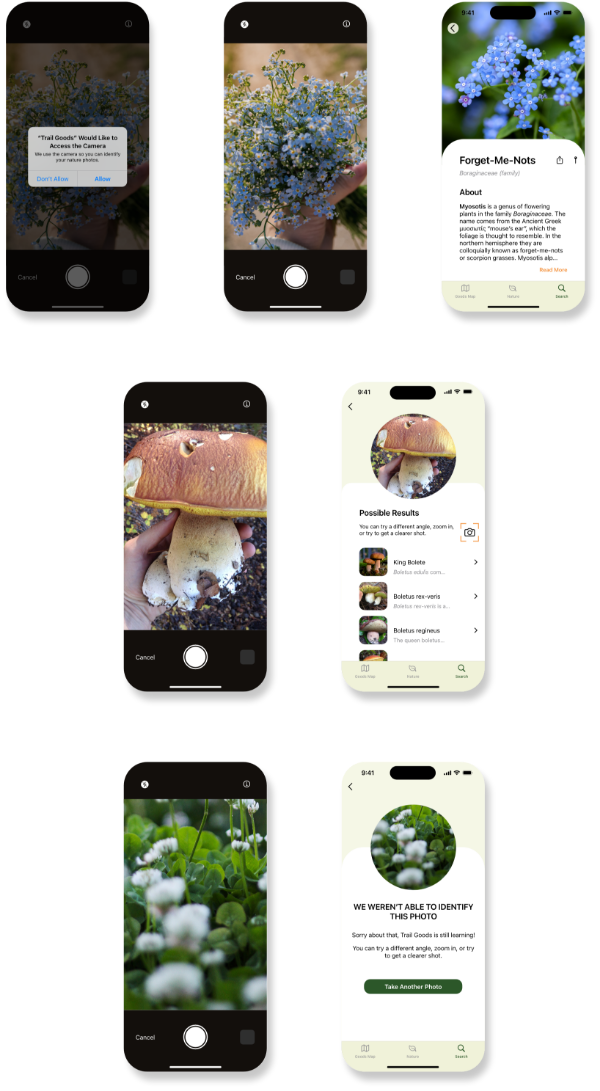 "Trail Goods" Would Like to
Access the Camera
We use the camera so you can identify
your nature photos.
Don't Allow
Allow
Cancel
Cancel
9:41
Forget-Me-Nots
Boraginaceae (family)
About
Myosotis is a genus of flowering
plants in the family Boraginaceae. The
name comes from the Ancient Greek
"mouse's ear", which the
foliage is thought to resemble. In the
northern hemisphere they are
colloquially known as forget-me-nots
or scorpion grasses. Myosotis alp...
Read More
Goods Map
Nature
Search
Cancel
9:41
Possible Results
You can try a different angle, zoom in,
or try to get a clearer shot.
King Bolete
Boletus edulis com...
Boletus rex-veris
Boletus rex-veris is a...
Boletus regineus
The queen boletus...
Goods Map
Nature
Search
Cancel
9:41
WE WEREN'T ABLE TO IDENTIFY
THIS PHOTO
Sorry about that, Trail Goods is still learning!
You can try a different angle, zoom in, or try
to get a clearer shot.
Take Another Photo
Goods Map
Nature
Search